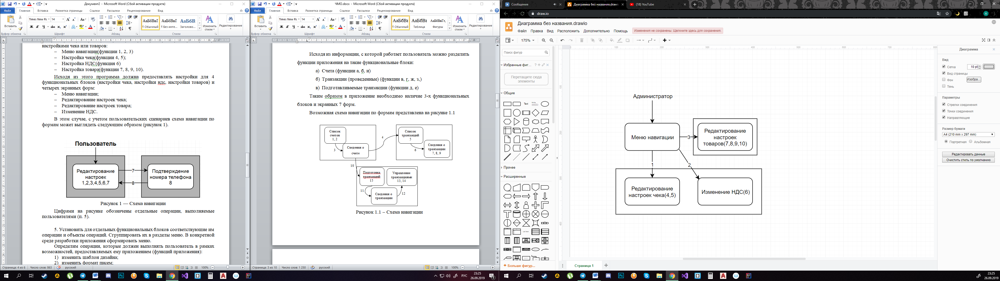 Документ2 - Microsoft Word (Сбой активации продукта)
Файл Главная Вставка Разметка страницы Ссылки Рассылки Рецензирование Вид
Вставить
Times New Rc 14
Ж К Ч
АаБбВвГ АаБбВвГ АаБбВ
¶ Обычный ¶ Без инте... Заголово...
Изменить стили
Редактирование
Буфер обмена Шрифт Абзац Стили
настройками чека или товаров:
– Меню навигации(функции 1, 2, 3)
– Настройка чека(функции 4, 5);
– Настройка НДС(функция 6)
– Настройка товара(функции 7, 8, 9, 10).
Исходя из этого программа должна предоставлять настройки для 4
функциональных блоков (настройки чека, настройки ндс, настройки товаров) и
четырех экранных форм:
– Меню навигации;
– Редактирование настроек чека;
– Редактирование настроек товара;
– Изменение НДС.
В этом случае, с учетом пользовательских сценариев схема навигации по
формам может выглядеть следующим образом (рисунок 1).
Пользователь
Редактирование
настроек
1,2,3,4,5,6,7
7
8
Подтверждение
номера телефона
8
Рисунок 1 — Схема навигации
Цифрами на рисунке обозначены отдельные операции, выполняемые
пользователями (п. 5).
5. Установить для отдельных функциональных блоков соответствующие им
операции и объекты операций. Сгруппировать их в разделы меню. В конкретной
среде разработки приложения сформировать меню.
Определим операции, которые должен выполнять пользователь в рамках
возможностей, предоставляемых ему приложением (функций приложения):
1) изменить шаблон дизайна;
2) изменить формат писем;
Страница: 4 из 6 Число слов: 863 русский 100%
ЧМО.docx - Microsoft Word (Сбой активации продукта)
Файл Главная Вставка Разметка страницы Ссылки Рассылки Рецензирование Вид
Вставить
Times New Rc 14
Ж К Ч
АаБбВв АаБбВв АаБбВвГг,
¶ Обычный Таблица Фигуры
Изменить стили
Редактирование
Буфер обмена Шрифт Абзац Стили
Исходя из информации, с которой работает пользователь можно разделить
функции приложения на такие функциональные блоки:
а) Счета (функции а, б, и)
б) Транзакции (проведенные) (функции в, г, ж, з,)
в) Подготавливаемые транзакции (функции д, е)
Таким образом в приложение необходимо наличие 3-х функциональных
блоков и экранных 7 форм.
Возможная схема навигации по формам представлена на рисунке 1.1
Список
счетов
1, 2
3
Сведения о
счете
4
Список
транзакций
5
6
Сведения о
транзакции
7, 8, 9
10
Подготовка
транзакций
15
Управление
транзакциями
13, 14
11
Сведения о
транзакции
12
Рисунок 1.1 – Схема навигации
Страница: 3 из 10 Число слов: 1 250 русский 100%
Сообщения
Диаграмма без названия.drawio
(18) YouTube
draw.io
Диаграмма без названия.drawio
Файл Правка Вид Расположить Дополнительно Помощь
Изменения не сохранены. Щелкните здесь для сохранения.
175%
Поиск фигур
Избранные фиг...
Перетащите сюда
элементы
Общие
Text
Прочее
Расширенные
List Item
Больше фигур...
Администратор
Меню навигации
3
Редактирование
настроек
товаров(7,8,9,10)
1
2
Редактирование
настроек чека(4,5)
Изменение НДС(6)
Страница 1
Диаграмма
Вид
Сетка 10 pt
Вид страницы
Фон Изобра...
Тень
Параметры
Стрелки соединения
Точки соединения
Направляющие
Размер бумаги
A4 (210 mm x 297 mm)
Портретная Альбомная
Редактировать данные
Очистить стиль по умолчанию
РУС
23:25
26.09.2019
23:25
26.09.2019